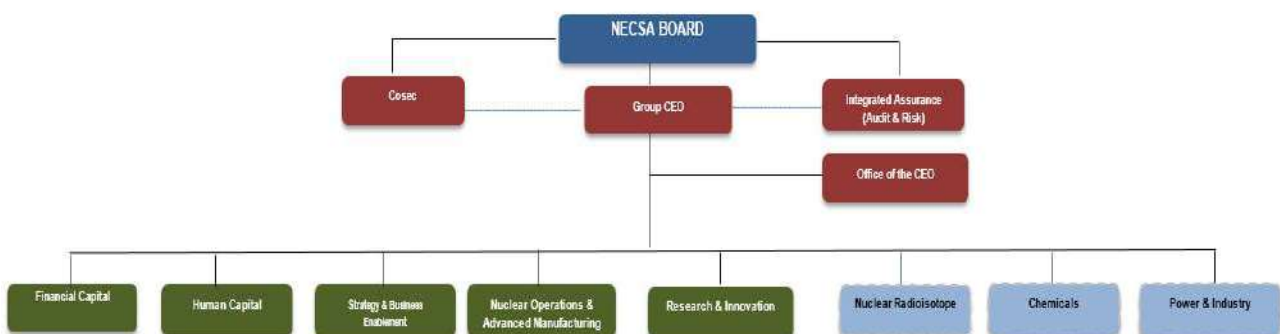 NECSA BOARD
Cosec
Group CEO
Integrated Assurance
(Audit & Risk)
Office of the CEO
Financial Capital
Human Capital
Strategy & Business
Enablement
Nuclear Operations &
Advanced Manufacturing
Research & Innovation
Nuclear Radioisotope
Chemicals
Power & Industry